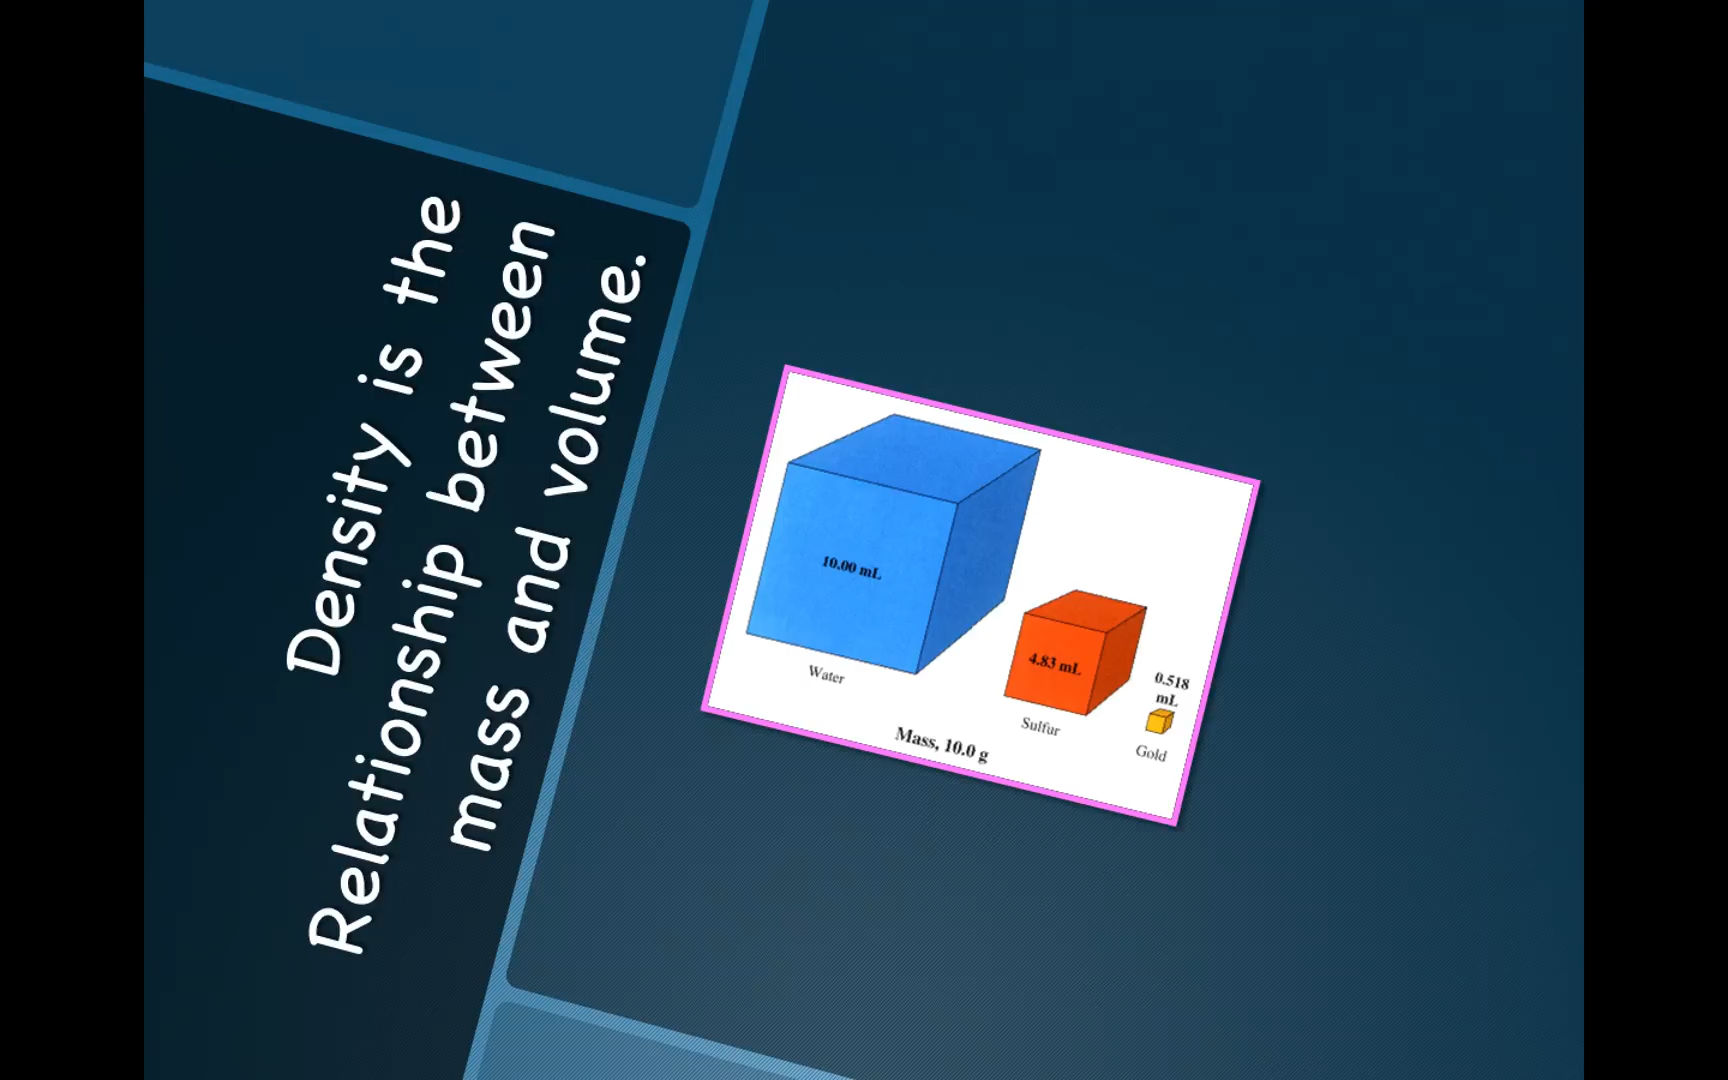 Density is the
Relationship between
mass and volume.
10.00 mL
Water
4.83 mL
Sulfur
0.518
mL
Gold
Mass, 10.0 g